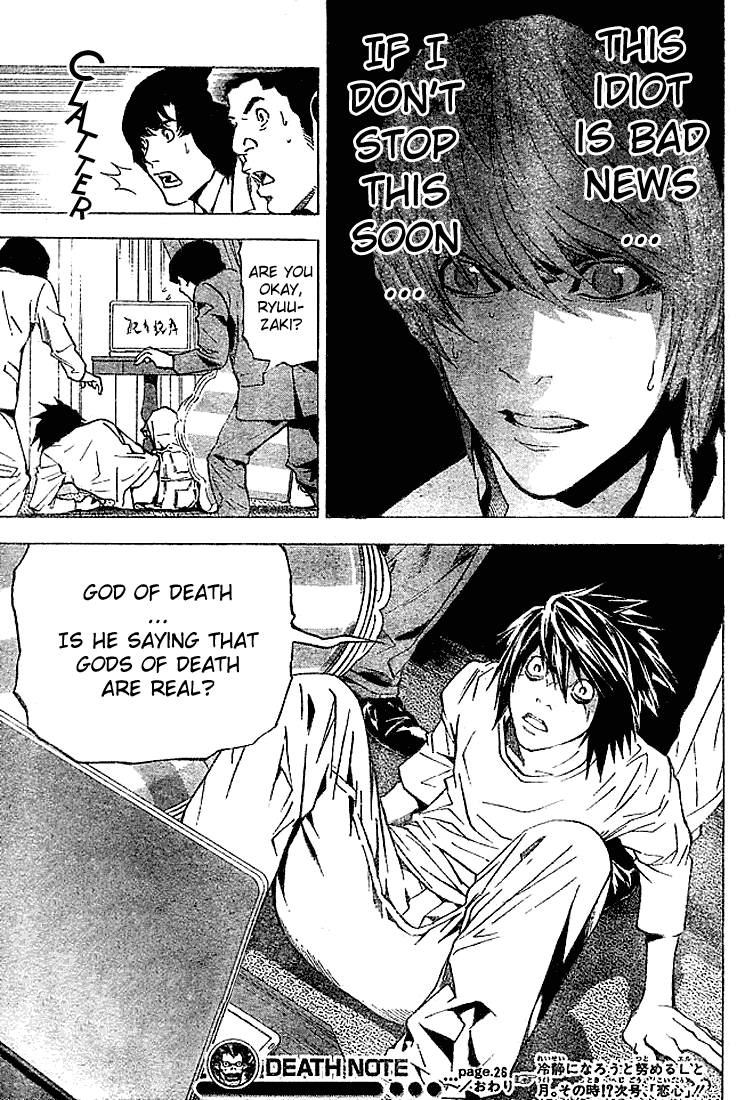 THIS
IDIOT
IS BAD
NEWS
...
IF I
DON'T
STOP
THIS
SOON
...
CLATTER
ARE YOU
OKAY,
RYUU-
ZAKI?
GOD OF DEATH
...
IS HE SAYING THAT
GODS OF DEATH
ARE REAL?
DEATH NOTE
...page.26
おわり
冷静になろうと努めるLと
月。その時!?次号、「恋心」!!